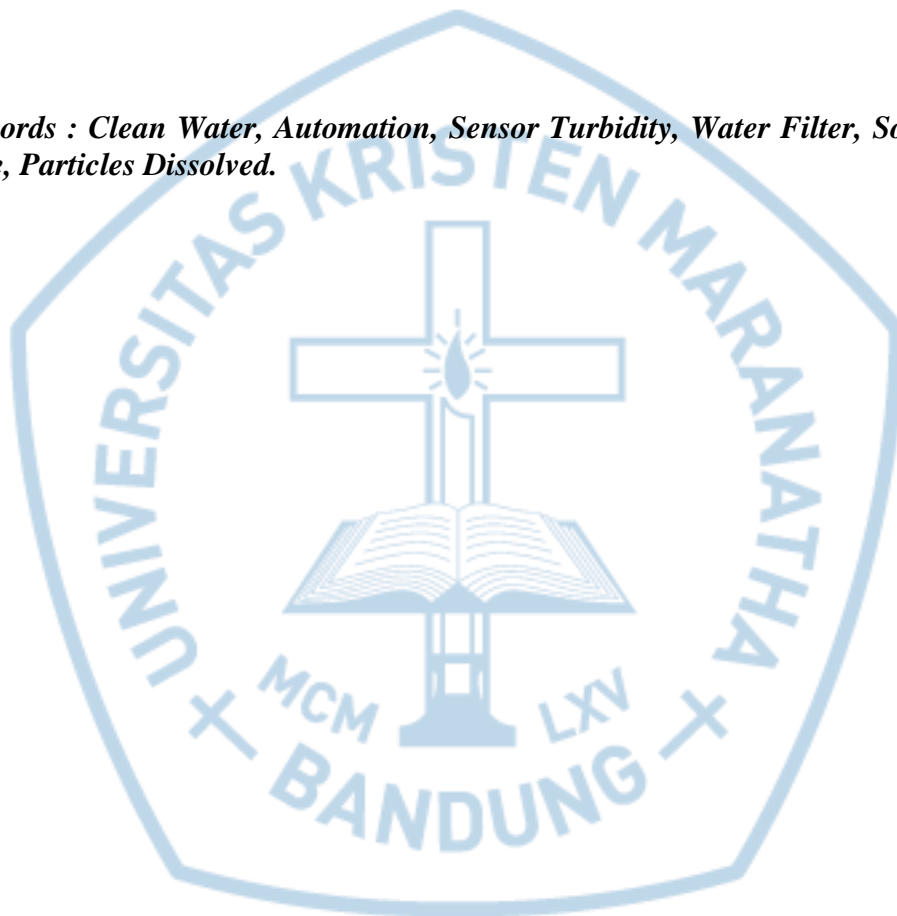 ords : Clean Water, Automation, Sensor Turbidity, Water Filter, So
, Particles Dissolved.
UNIVERSITAS KRISTEN MARANATHA
MCM LXV
BANDUNG